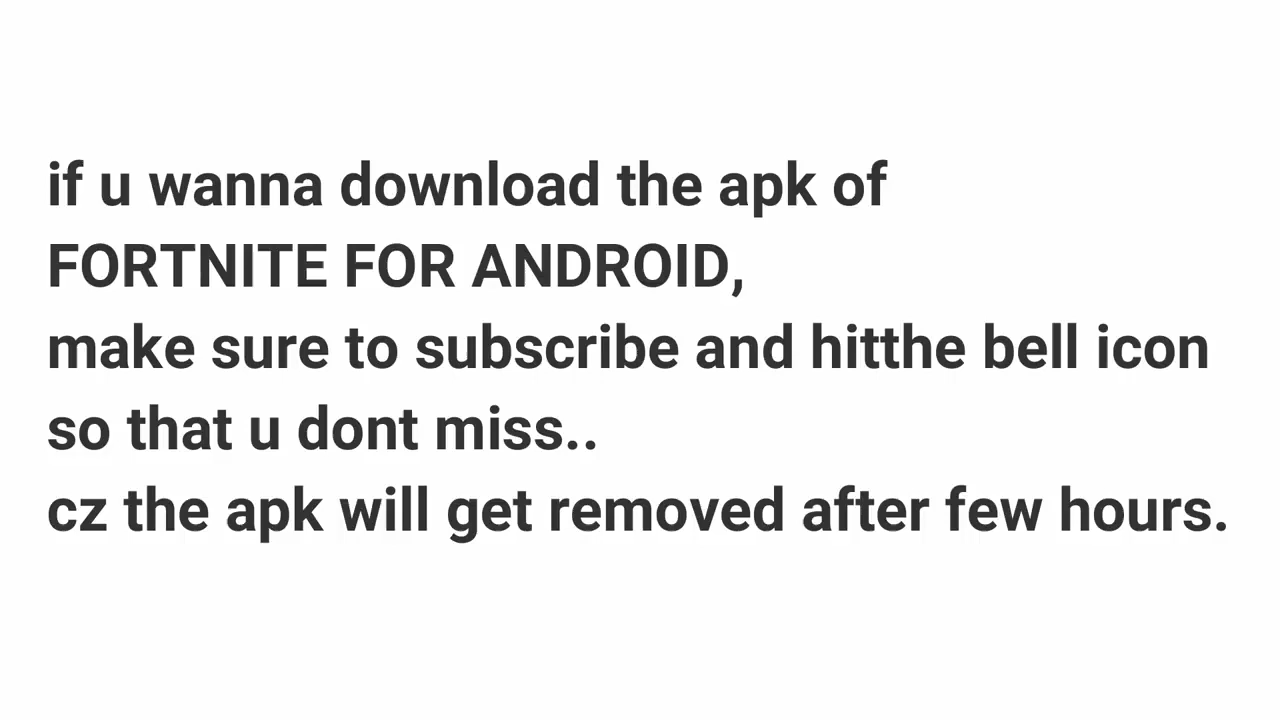 if u wanna download the apk of
FORTNITE FOR ANDROID,
make sure to subscribe and hitthe bell icon
so that u dont miss..
cz the apk will get removed after few hours.